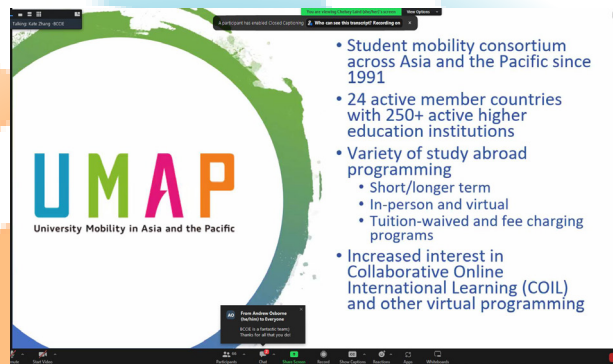 Talking: Kate Zhang - BCCIE
You are viewing
View Options
A participant has enabled Closed Captioning
Who can see this transcript? Recording on
• Student mobility consortium
across Asia and the Pacific since
1991
• 24 active member countries
with 250+ active higher
education institutions
• Variety of study abroad
programming
• Short/longer term
• In-person and virtual
• Tuition-waived and fee charging
programs
• Increased interest in
Collaborative Online
International Learning (COIL)
and other virtual programming
UMAP
University Mobility in Asia and the Pacific
AO
From Andrew Osborne
(he/him) to Everyone
BCCIE is a fantastic team:)
Thanks for all that you do!
Start Video
Participants
Chat
Share Screen
Record
Show Captions
Reactions
Apps
Whiteboards